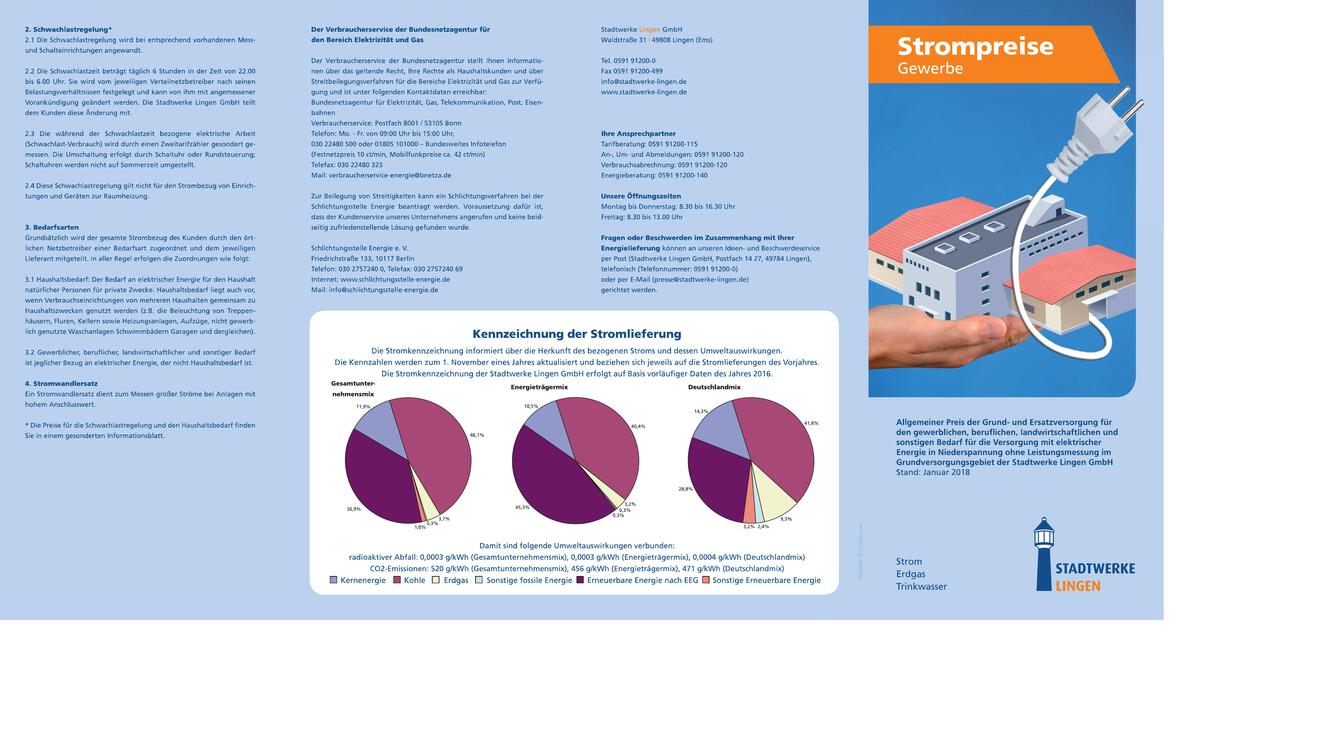 2. Schwachlastregelung*
2.1 Die Schwachlastregelung wird bei entsprechend vorhandenen Mess-
und Schalteinrichtungen angewandt.
2.2 Die Schwachlastzeit beträgt täglich 6 Stunden in der Zeit von 22.00
bis 6.00 Uhr. Sie wird vom jeweiligen Verteilnetzbetreiber nach seinen
Belastungsverhältnissen festgelegt und kann von ihm mit angemessener
Vorankündigung geändert werden. Die Stadtwerke Lingen GmbH teilt
dem Kunden diese Änderung mit.
2.3 Die während der Schwachlastzeit bezogene elektrische Arbeit
(Schwachlast-Verbrauch) wird durch einen Zweitarifzähler gesondert ge-
messen. Die Umschaltung erfolgt durch Schaltuhr oder Rundsteuerung;
Schaltuhren werden nicht auf Sommerzeit umgestellt.
2.4 Diese Schwachlastregelung gilt nicht für den Strombezug von Einrich-
tungen und Geräten zur Raumheizung.
3. Bedarfsarten
Grundsätzlich wird der gesamte Strombezug des Kunden durch den ört-
lichen Netzbetreiber einer Bedarfsart zugeordnet und dem jeweiligen
Lieferant mitgeteilt. In aller Regel erfolgen die Zuordnungen wie folgt:
3.1 Haushaltsbedarf: Der Bedarf an elektrischer Energie für den Haushalt
natürlicher Personen für private Zwecke. Haushaltsbedarf liegt auch vor,
wenn Verbrauchseinrichtungen von mehreren Haushalten gemeinsam zu
Haushaltszwecken genutzt werden (z.B. die Beleuchtung von Treppen-
häusern, Fluren, Kellern sowie Heizungsanlagen, Aufzüge, nicht gewerb-
lich genutzte Waschanlagen Schwimmbädern Garagen und dergleichen).
3.2 Gewerblicher, beruflicher, landwirtschaftlicher und sonstiger Bedarf
ist jeglicher Bezug an elektrischer Energie, der nicht Haushaltsbedarf ist.
4. Stromwandlersatz
Ein Stromwandlersatz dient zum Messen großer Ströme bei Anlagen mit
hohem Anschlusswert.
* Die Preise für die Schwachlastregelung und den Haushaltsbedarf finden
Sie in einem gesonderten Informationsblatt.
Der Verbraucherservice der Bundesnetzagentur für
den Bereich Elektrizität und Gas
Der Verbraucherservice der Bundesnetzagentur stellt Ihnen Informatio-
nen über das geltende Recht, Ihre Rechte als Haushaltskunden und über
Streitbeilegungsverfahren für die Bereiche Elektrizität und Gas zur Verfü-
gung und ist unter folgenden Kontaktdaten erreichbar:
Bundesnetzagentur für Elektrizität, Gas, Telekommunikation, Post, Eisen-
bahnen
Verbraucherservice: Postfach 8001 / 53105 Bonn
Telefon: Mo. - Fr. von 09:00 Uhr bis 15:00 Uhr,
030 22480 500 oder 01805 101000 – Bundesweites Infotelefon
(Festnetzpreis 10 ct/min, Mobilfunkpreise ca. 42 ct/min)
Telefax: 030 22480 323
Mail: verbraucherservice-energie@bnetza.de
Zur Beilegung von Streitigkeiten kann ein Schlichtungsverfahren bei der
Schlichtungsstelle Energie beantragt werden. Voraussetzung dafür ist,
dass der Kundenservice unseres Unternehmens angerufen und keine beid-
seitig zufriedenstellende Lösung gefunden wurde.
Schlichtungsstelle Energie e. V.
Friedrichstraße 133, 10117 Berlin
Telefon: 030 2757240 0, Telefax: 030 2757240 69
Internet: www.schlichtungsstelle-energie.de
Mail: info@schlichtungsstelle-energie.de
Stadtwerke Lingen GmbH
Waldstraße 31 | 49808 Lingen (Ems)
Tel. 0591 91200-0
Fax 0591 91200-499
info@stadtwerke-lingen.de
www.stadtwerke-lingen.de
Ihre Ansprechpartner
Tarifberatung: 0591 91200-115
An-, Um- und Abmeldungen: 0591 91200-120
Verbrauchsabrechnung: 0591 91200-120
Energieberatung: 0591 91200-140
Unsere Öffnungszeiten
Montag bis Donnerstag: 8.30 bis 16.30 Uhr
Freitag: 8.30 bis 13.00 Uhr
Fragen oder Beschwerden im Zusammenhang mit Ihrer
Energielieferung können an unseren Ideen- und Beschwerdeservice
per Post (Stadtwerke Lingen GmbH, Postfach 14 27, 49784 Lingen),
telefonisch (Telefonnummer: 0591 91200-0)
oder per E-Mail (presse@stadtwerke-lingen.de)
gerichtet werden.
Kennzeichnung der Stromlieferung
Die Stromkennzeichnung informiert über die Herkunft des bezogenen Stroms und dessen Umweltauswirkungen.
Die Kennzahlen werden zum 1. November eines Jahres aktualisiert und beziehen sich jeweils auf die Stromlieferungen des Vorjahres.
Die Stromkennzeichnung der Stadtwerke Lingen GmbH erfolgt auf Basis vorläufiger Daten des Jahres 2016.
Gesamtunter-
nehmensmix
11,9%
46,1%
36,9%
1,0%
0,3%
3,7%
Energieträgermix
10,5%
40,4%
45,3%
3,2%
0,3%
0,3%
Deutschlandmix
14,3%
41,8%
28,8%
3,2%
2,4%
9,5%
Damit sind folgende Umweltauswirkungen verbunden:
radioaktiver Abfall: 0,0003 g/kWh (Gesamtunternehmensmix), 0,0003 g/kWh (Energieträgermix), 0,0004 g/kWh (Deutschlandmix)
CO2-Emissionen: 520 g/kWh (Gesamtunternehmensmix), 456 g/kWh (Energieträgermix), 471 g/kWh (Deutschlandmix)
Kernenergie Kohle Erdgas Sonstige fossile Energie Erneuerbare Energie nach EEG Sonstige Erneuerbare Energie
Strompreise
Gewerbe
Allgemeiner Preis der Grund- und Ersatzversorgung für
den gewerblichen, beruflichen, landwirtschaftlichen und
sonstigen Bedarf für die Versorgung mit elektrischer
Energie in Niederspannung ohne Leistungsmessung im
Grundversorgungsgebiet der Stadtwerke Lingen GmbH
Stand: Januar 2018
Strom
Erdgas
Trinkwasser
STADTWERKE
LINGEN